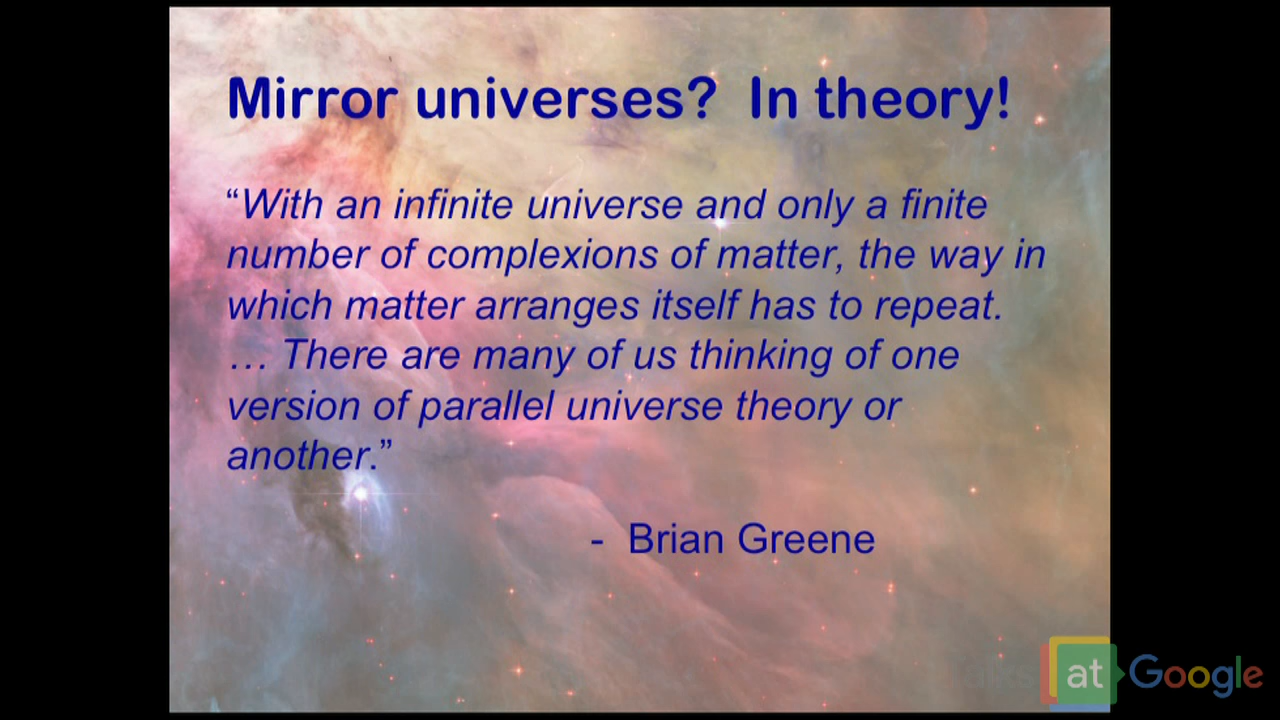 Mirror universes? In theory!
“With an infinite universe and only a finite
number of complexions of matter, the way in
which matter arranges itself has to repeat.
… There are many of us thinking of one
version of parallel universe theory or
another.”
- Brian Greene
at Google